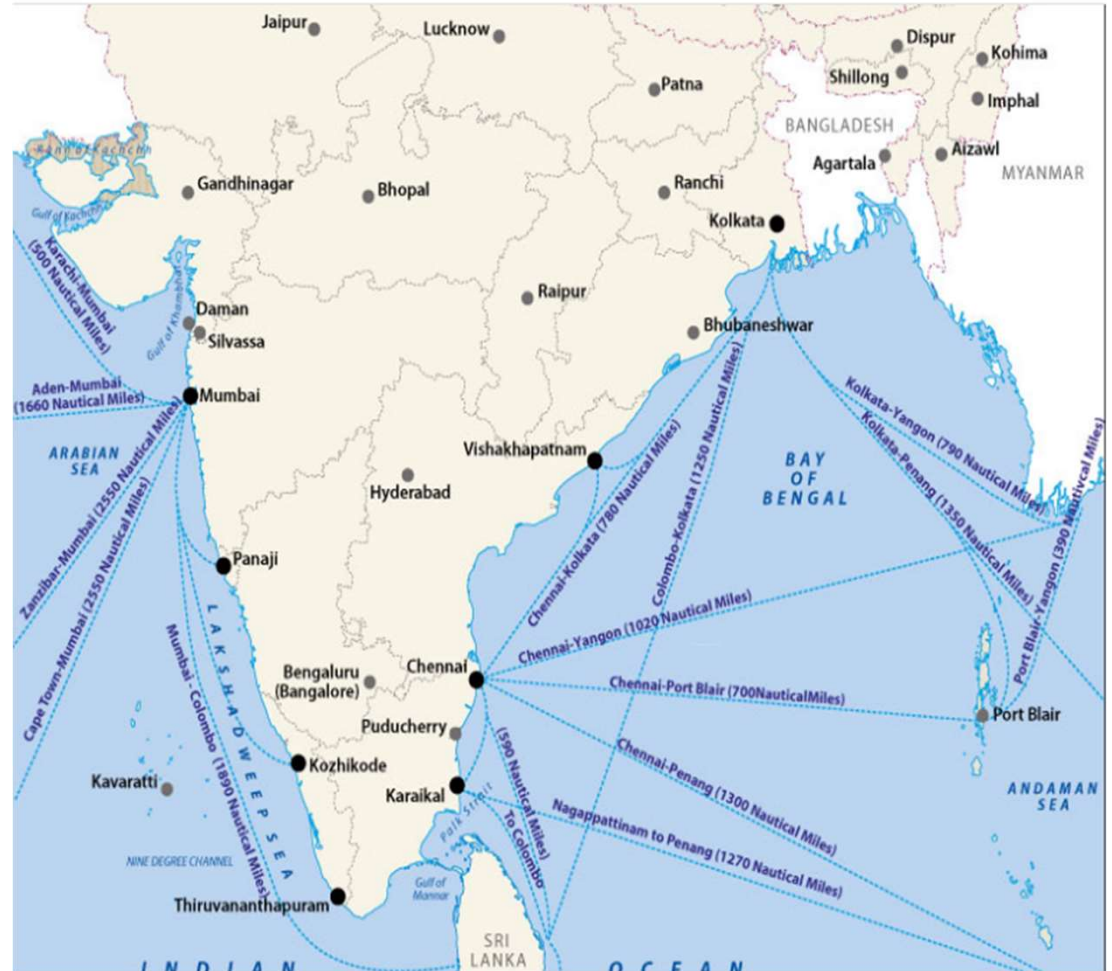 Jaipur
Lucknow
Dispur
Kohima
Shillong
Patna
Imphal
BANGLADESH
Rann of Kachchh
Aizawl
Agartala
MYANMAR
Gandhinagar
Bhopal
Ranchi
Gulf of Kachchh
Kolkata
Karachi-Mumbai
(500 Nautical Miles)
Raipur
Gulf of Khambhat
Daman
Silvassa
Bhubaneshwar
Aden-Mumbai
(1660 Nautical Miles)
Mumbai
Kolkata-Yangon (790 Nautical Miles)
Kolkata-Penang (1350 Nautical Miles)
ARABIAN
SEA
Vishakhapatnam
BAY
OF
BENGAL
Hyderabad
Zanzibar-Mumbai (2550 Nautical Miles)
Cape Town-Mumbai (2550 Nautical Miles)
Chennai-Kolkata (780 Nautical Miles)
Colombo-Kolkata (1250 Nautical Miles)
Port Blair-Yangon (390 Nautivcal Miles)
Panaji
Chennai-Yangon (1020 Nautical Miles)
LAKSHADWEEP SEA
Mumbai - Colombo (1890 Nautical Miles)
Bengaluru
(Bangalore)
Chennai
Chennai-Port Blair (700NauticalMiles)
Port Blair
Puducherry
Kozhikode
Kavaratti
Karaikal
(590 Nautical Miles)
To Colombo
Chennai-Penang (1300 Nautical Miles)
Nagappattinam to Penang (1270 Nautical Miles)
ANDAMAN
SEA
Palk Strait
NINE DEGREE CHANNEL
Gulf of
Mannar
Thiruvananthapuram
SRI
LANKA
INDIAN OCEAN